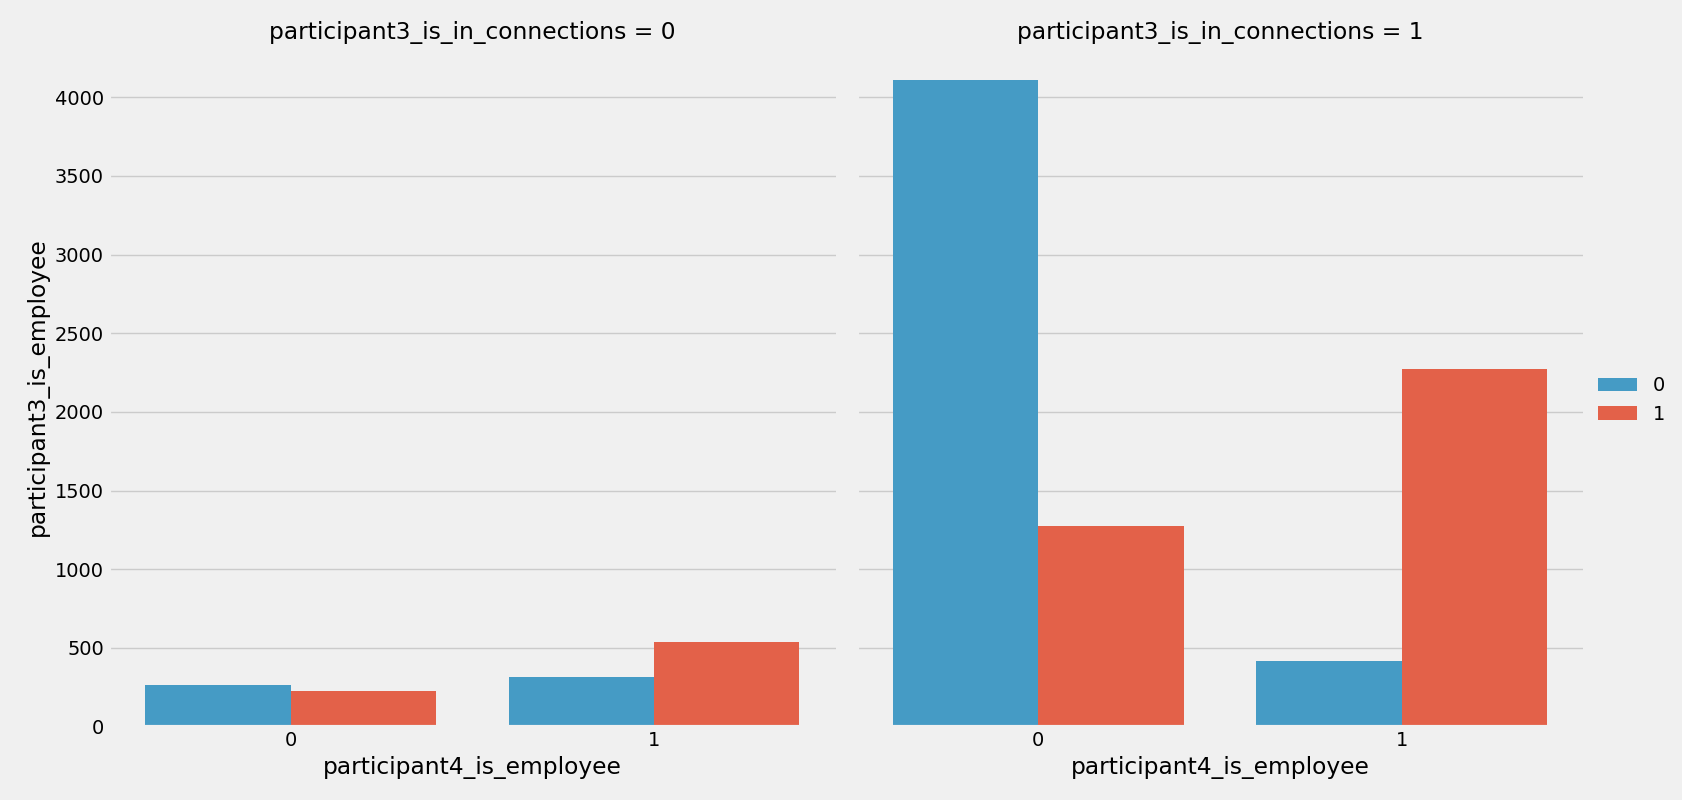 participant3_is_in_connections = 0
participant3_is_in_connections = 1
participant3_is_employee
4000
3500
3000
2500
2000
1500
1000
500
0
0 1
participant4_is_employee
0 1
participant4_is_employee
0
1